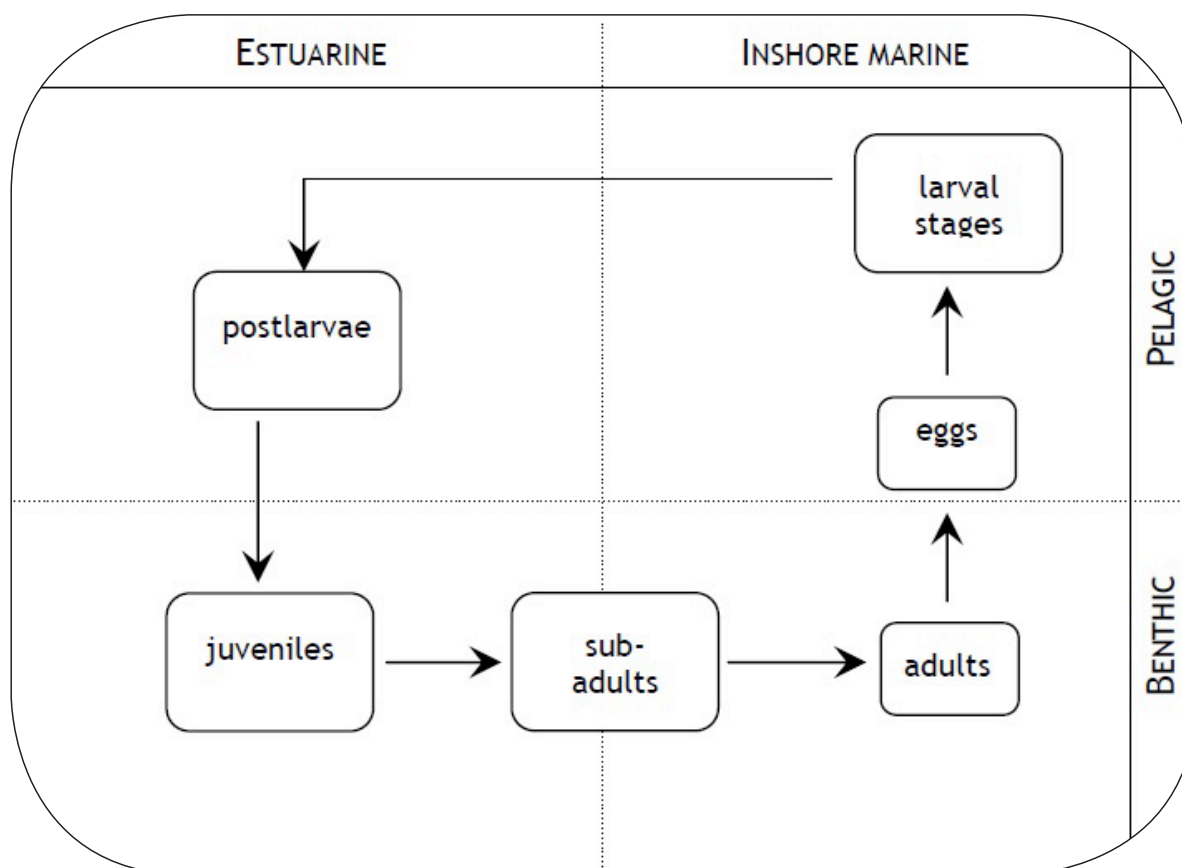 ESTUARINE
INSHORE MARINE
larval
stages
postlarvae
PELAGIC
eggs
juveniles
sub-
adults
adults
BENTHIC